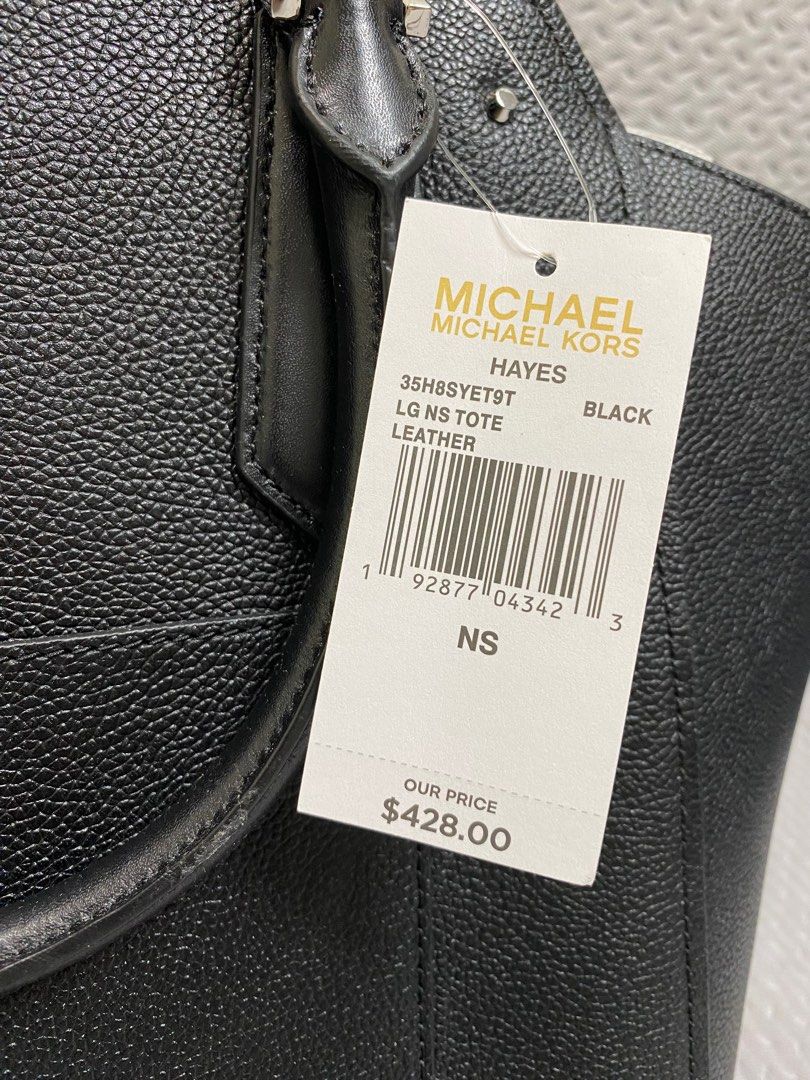 MICHAEL
MICHAEL KORS
HAYES
35H8SYET9T
LG NS TOTE BLACK
LEATHER
1 92877 04342 3
NS
OUR PRICE
$428.00